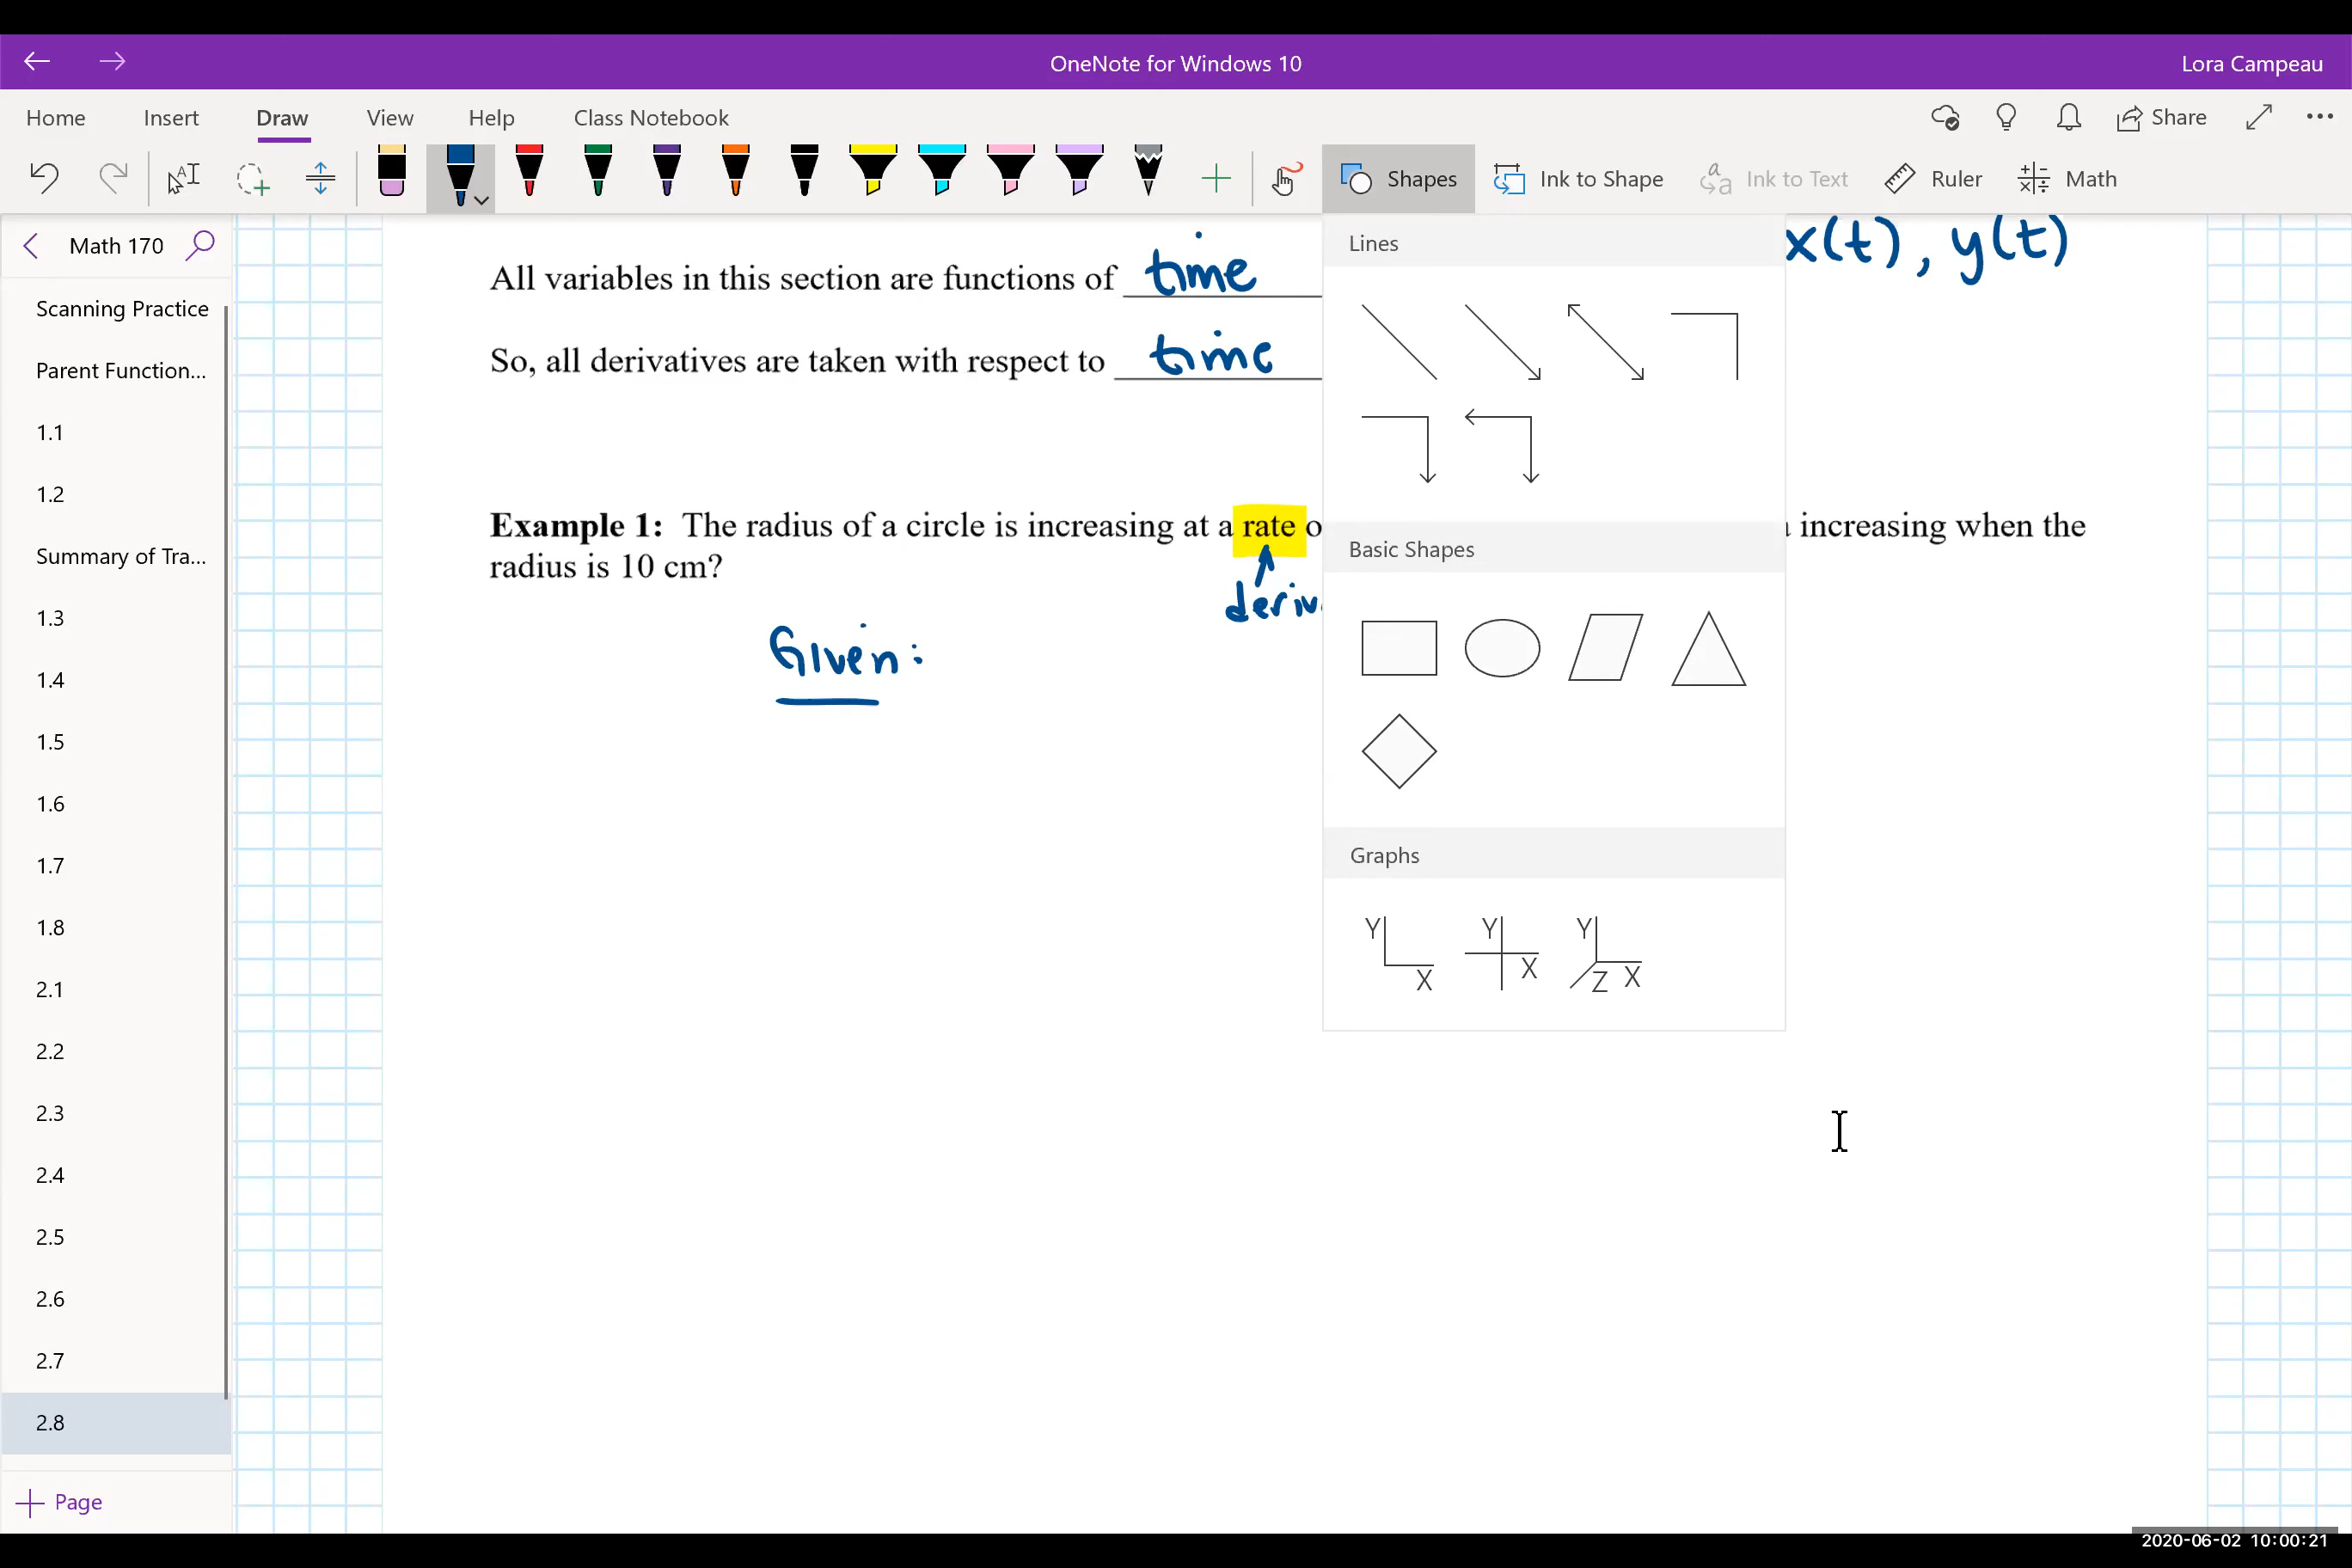 OneNote for Windows 10
Lora Campeau
Home Insert Draw View Help Class Notebook
Share
Shapes Ink to Shape Ink to Text Ruler Math
Math 170
Scanning Practice
Parent Function...
1.1
1.2
Summary of Tra...
1.3
1.4
1.5
1.6
1.7
1.8
2.1
2.2
2.3
2.4
2.5
2.6
2.7
2.8
Page
x(t), y(t)
All variables in this section are functions of time
So, all derivatives are taken with respect to time
Example 1: The radius of a circle is increasing at a rate o
increasing when the
radius is 10 cm?
deriv
Given:
Lines
Basic Shapes
Graphs
Y X
Y X
Y Z X
2020-06-02 10:00:21